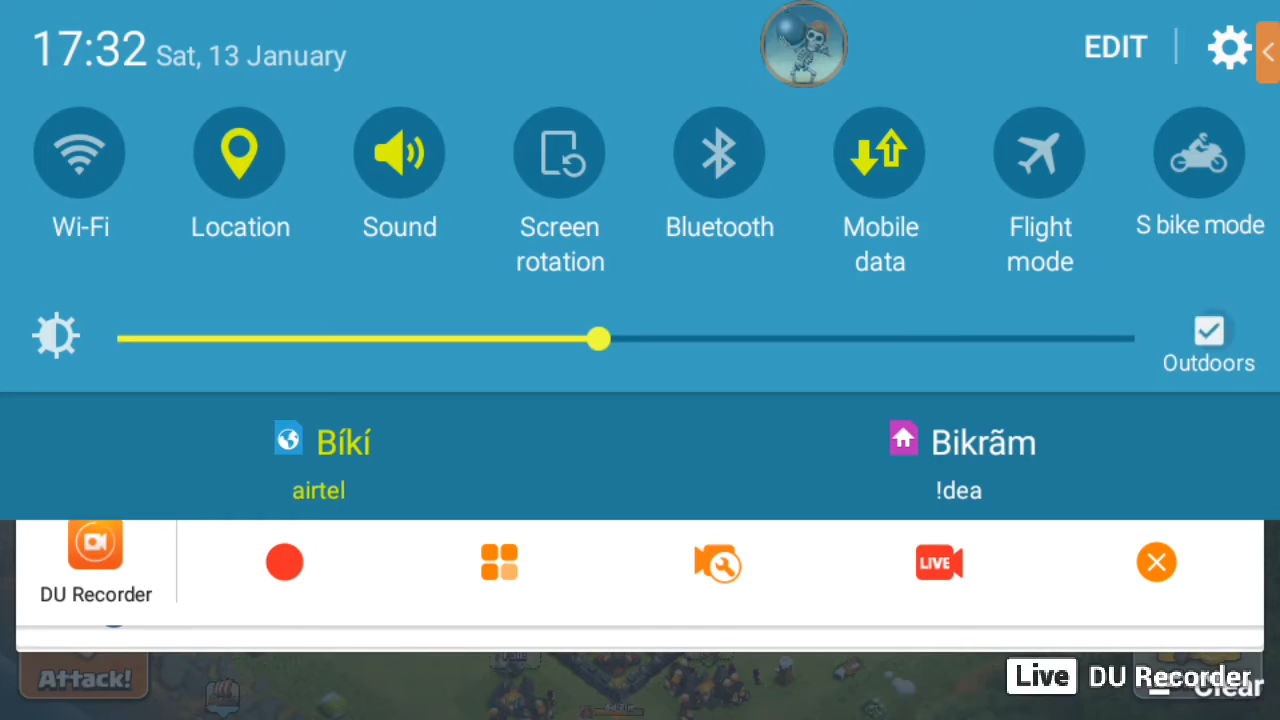 17:32 Sat, 13 January
EDIT
Wi-Fi
Location
Sound
Screen
rotation
Bluetooth
Mobile
data
Flight
mode
S bike mode
Outdoors
Bíkí
airtel
Bikrãm
!dea
DU Recorder
LIVE
Attack!
Live DU Recorder
Clear